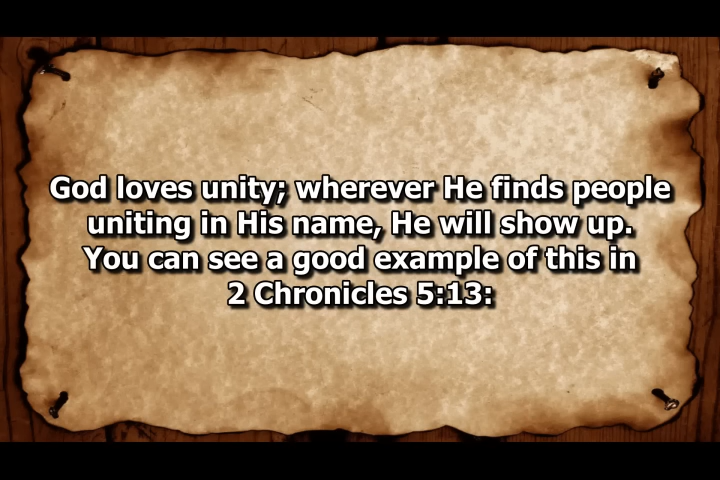 God loves unity; wherever He finds people
uniting in His name, He will show up.
You can see a good example of this in
2 Chronicles 5:13: